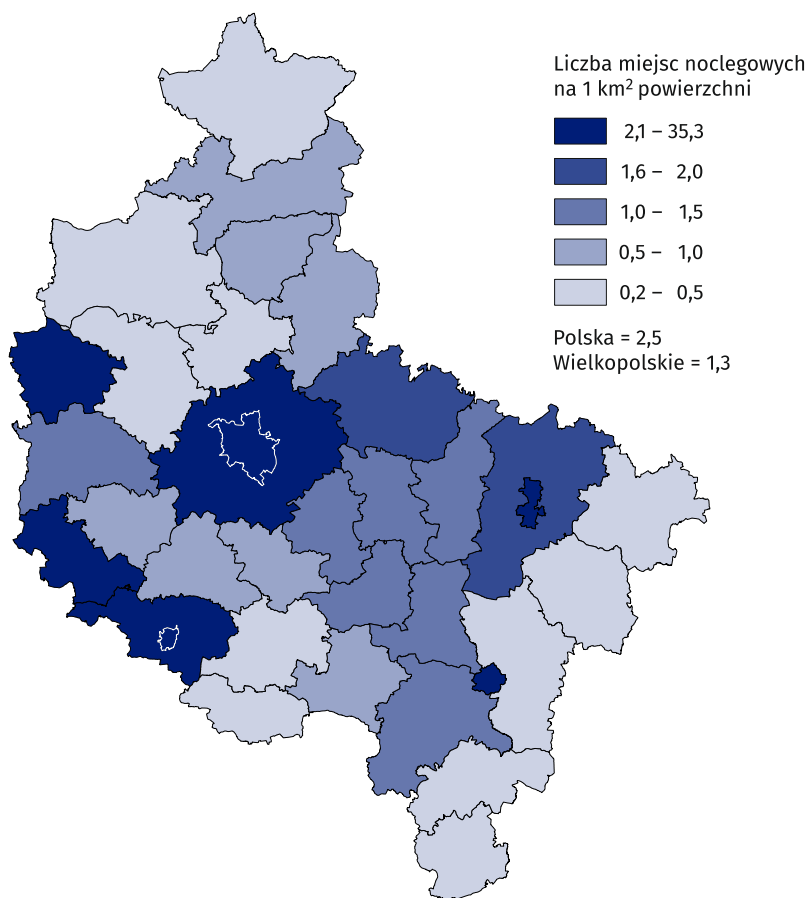 Liczba miejsc noclegowych
na 1 km² powierzchni
2,1 – 35,3
1,6 – 2,0
1,0 – 1,5
0,5 – 1,0
0,2 – 0,5
Polska = 2,5
Wielkopolskie = 1,3